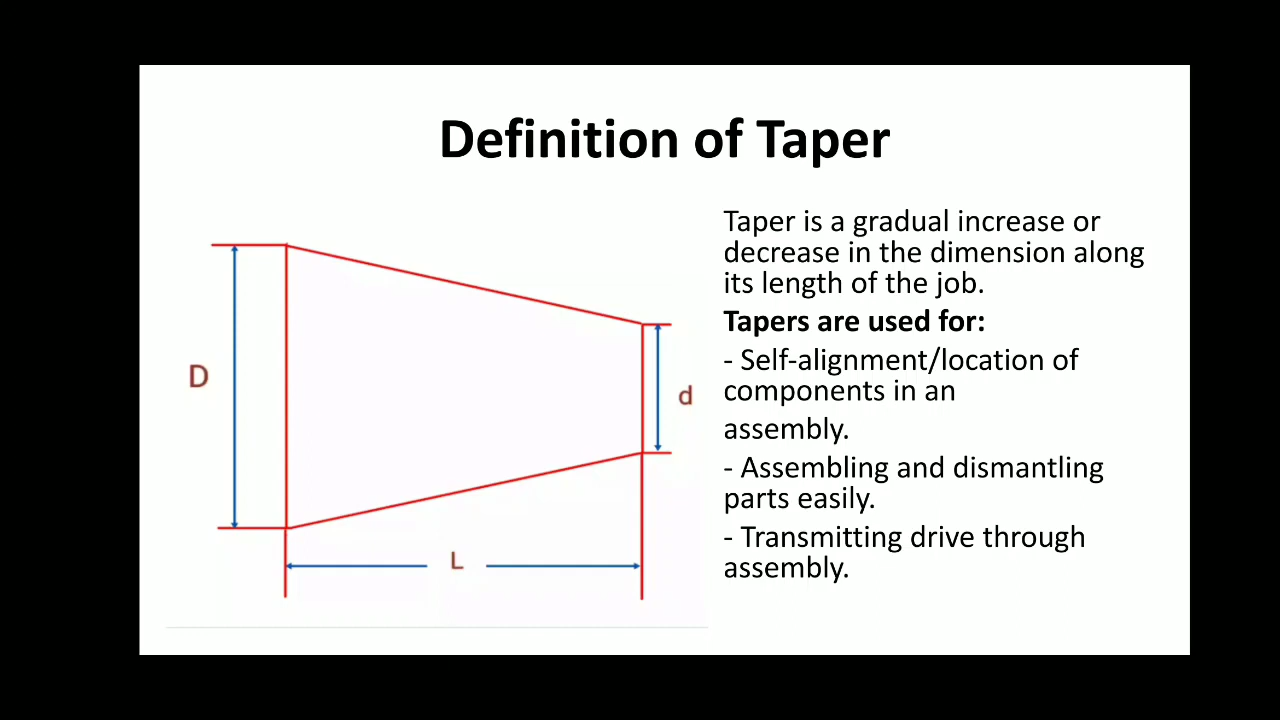 Definition of Taper
D
d
L
Taper is a gradual increase or
decrease in the dimension along
its length of the job.
Tapers are used for:
- Self-alignment/location of
components in an
assembly.
- Assembling and dismantling
parts easily.
- Transmitting drive through
assembly.